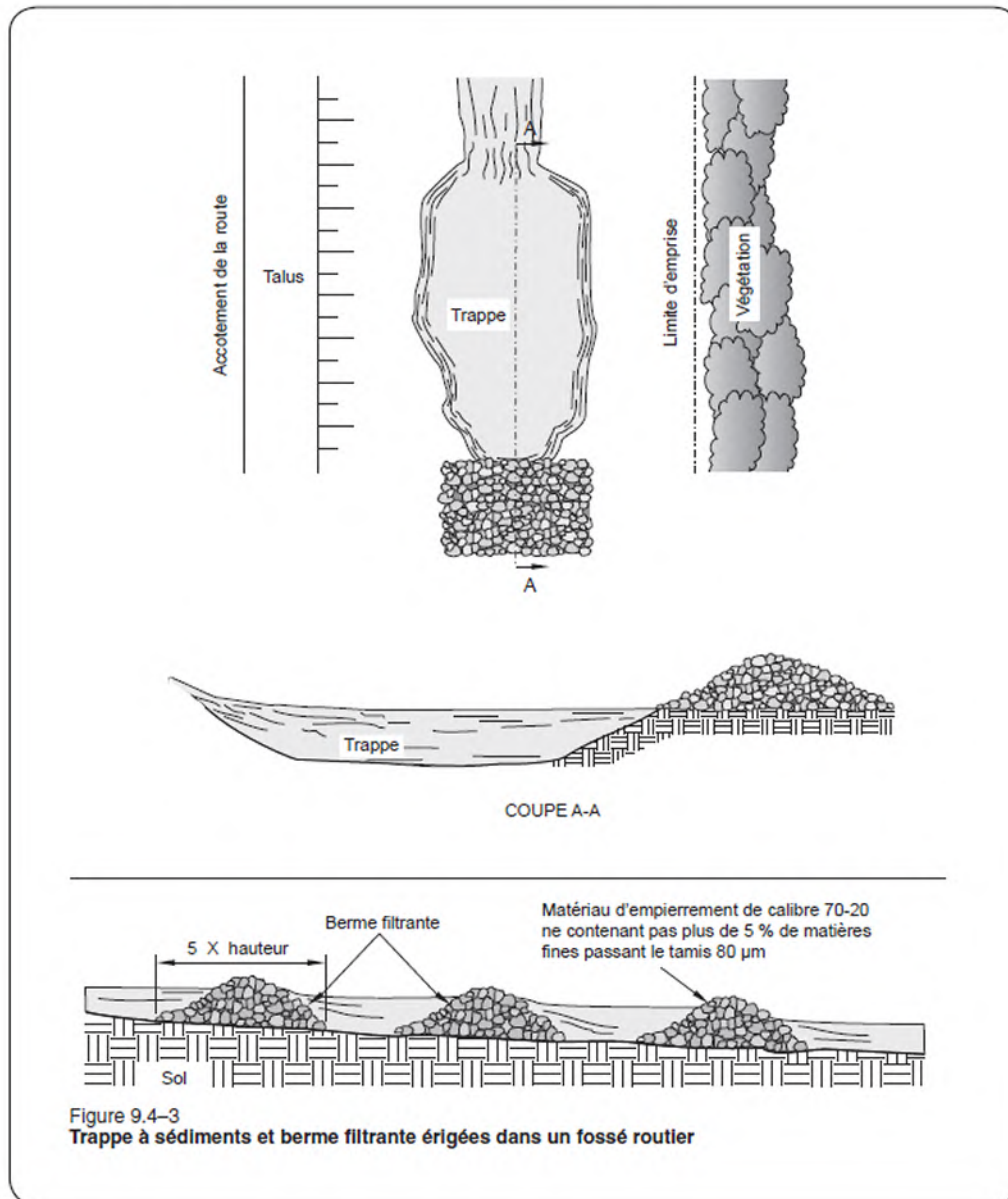 Accotement de la route
Talus
A
Trappe
Limite d'emprise
Végétation
A
Trappe
COUPE A-A
5 X hauteur
Berme filtrante
Matériau d'empierrement de calibre 70-20
ne contenant pas plus de 5 % de matières
fines passant le tamis 80 µm
Sol
Figure 9.4–3
Trappe à sédiments et berme filtrante érigées dans un fossé routier